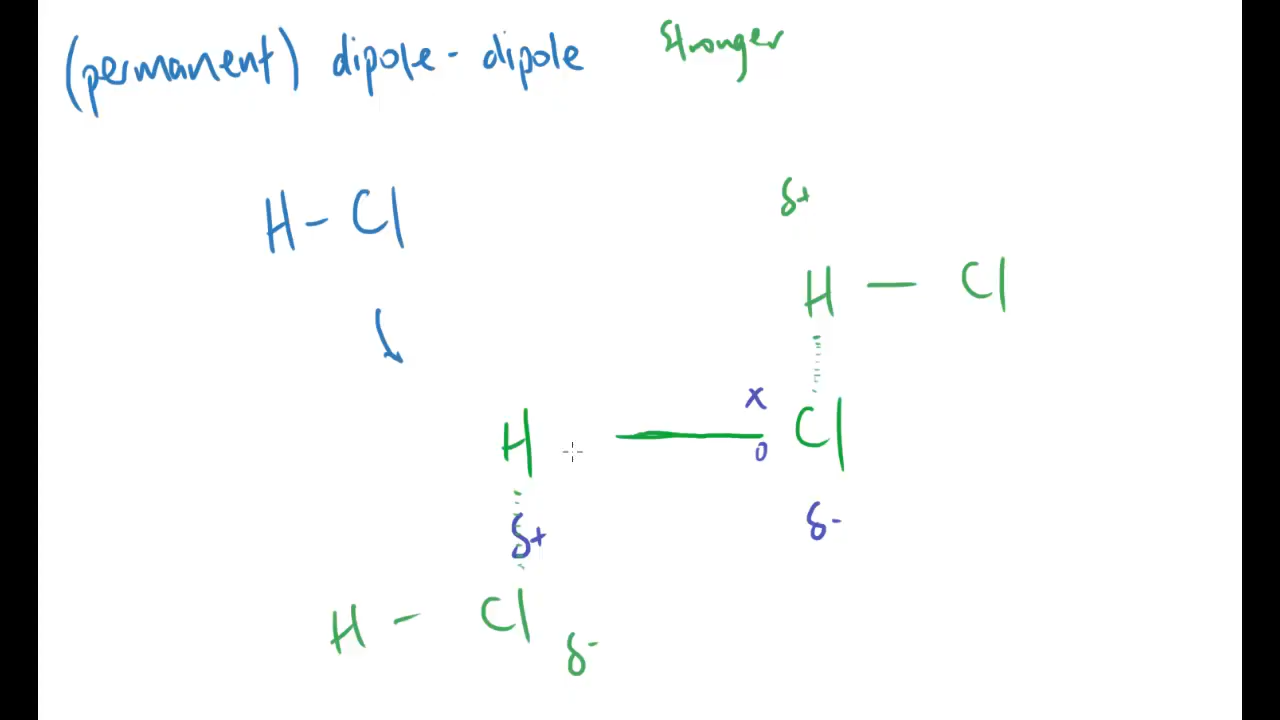 (permanent) dipole - dipole stronger
H - Cl
δ+
H — Cl
x
H — Cl
o
δ+ δ-
H - Cl
δ-